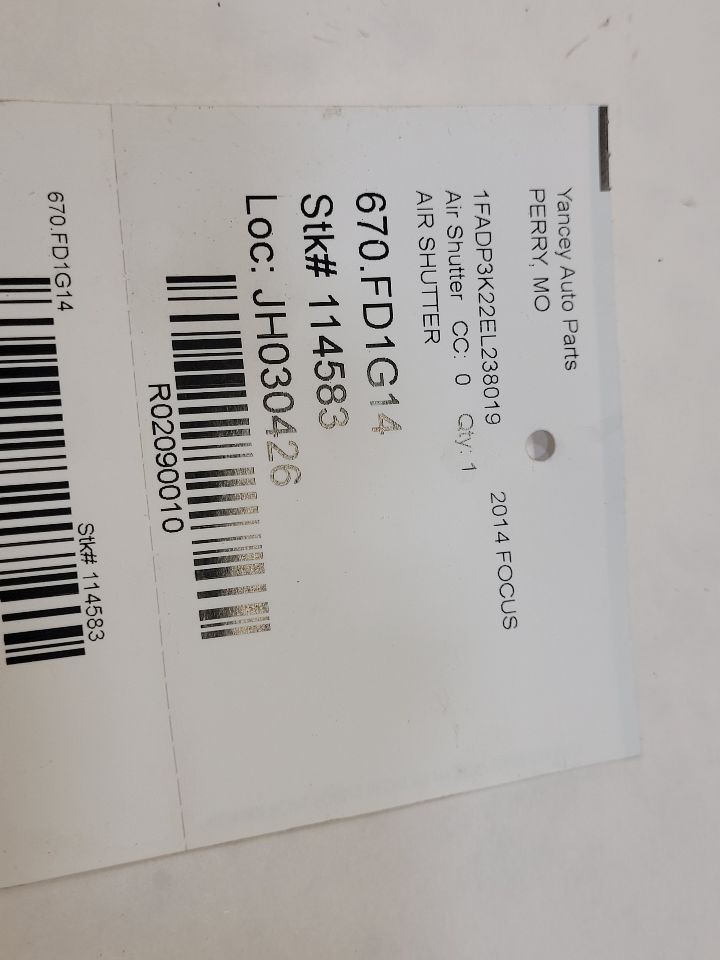 Yancey Auto Parts
PERRY, MO
1FADP3K22EL238019 2014 FOCUS
Air Shutter CC: 0 Qty: 1
AIR SHUTTER
670.FD1G14
Stk# 114583
Loc: JH030426
R02090010
670.FD1G14 Stk# 114583